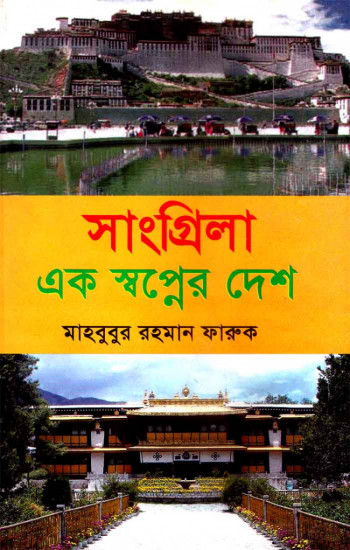 সাংগ্রিলা
এক স্বপ্নের দেশ
মাহবুবুর রহমান ফারুক